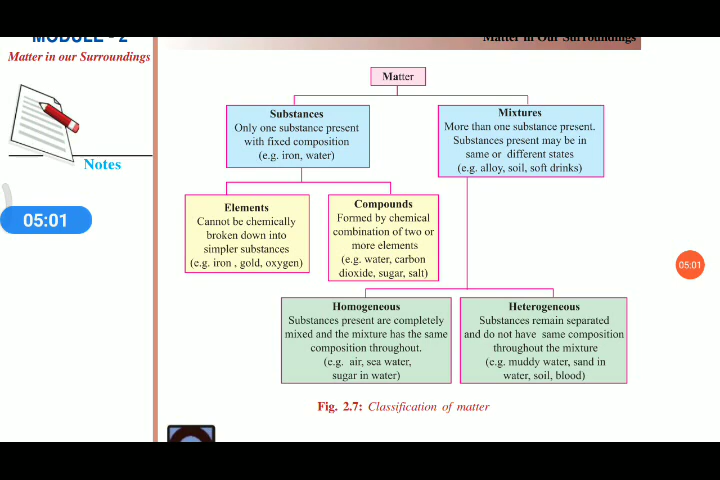 MODULE - 2
Matter in Our Surroundings
Matter in our Surroundings
Notes
05:01
05:01
Matter
Substances
Only one substance present
with fixed composition
(e.g. iron, water)
Mixtures
More than one substance present.
Substances present may be in
same or different states
(e.g. alloy, soil, soft drinks)
Elements
Cannot be chemically
broken down into
simpler substances
(e.g. iron , gold, oxygen)
Compounds
Formed by chemical
combination of two or
more elements
(e.g. water, carbon
dioxide, sugar, salt)
Homogeneous
Substances present are completely
mixed and the mixture has the same
composition throughout.
(e.g. air, sea water,
sugar in water)
Heterogeneous
Substances remain separated
and do not have same composition
throughout the mixture
(e.g. muddy water, sand in
water, soil, blood)
Fig. 2.7: Classification of matter